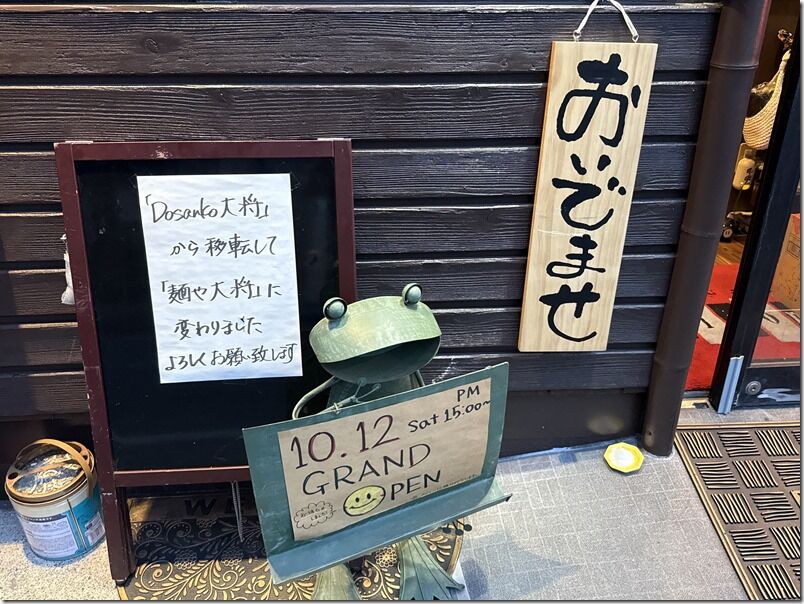 「Dosanko大将」
から移転して
「麺や大将」に
変わりました
よろしくお願い致します
おいでませ
PM
10.12 Sat 15:00~
GRAND
OPEN